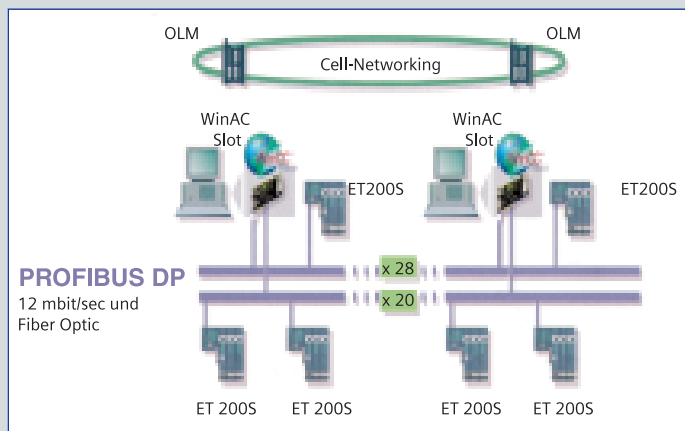 OLM
OLM
Cell-Networking
WinAC
Slot
WinAC
Slot
ET200S
ET200S
x 28
PROFIBUS DP
12 mbit/sec und
Fiber Optic
x 20
ET 200S
ET 200S
ET 200S
ET 200S